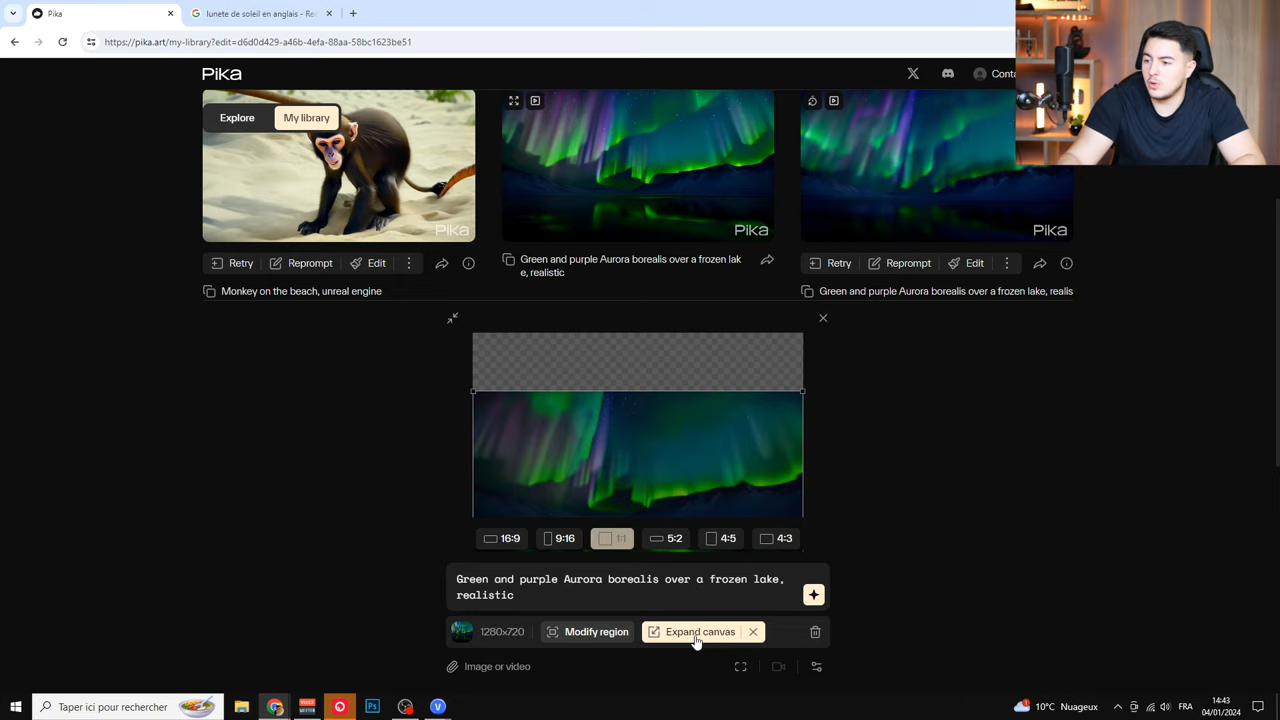 Pika
lunete de soleil en anglais - Rec
https://pika.art/my-library?edit=d6d0d429-a46b-4efa-88aa-58bc1623be51
Pika
Explore
My library
Pika
Pika
Pika
Retry
Reprompt
Edit
Green and purple Aurora borealis over a frozen lak
e, realistic
Retry
Reprompt
Edit
Monkey on the beach, unreal engine
Green and purple Aurora borealis over a frozen lake, realis
16:9
9:16
1:1
5:2
4:5
4:3
Green and purple Aurora borealis over a frozen lake,
realistic
1280×720
Modify region
Expand canvas
Image or video
Taper ici pour rechercher
10°C Nuageux
FRA
14:43
04/01/2024